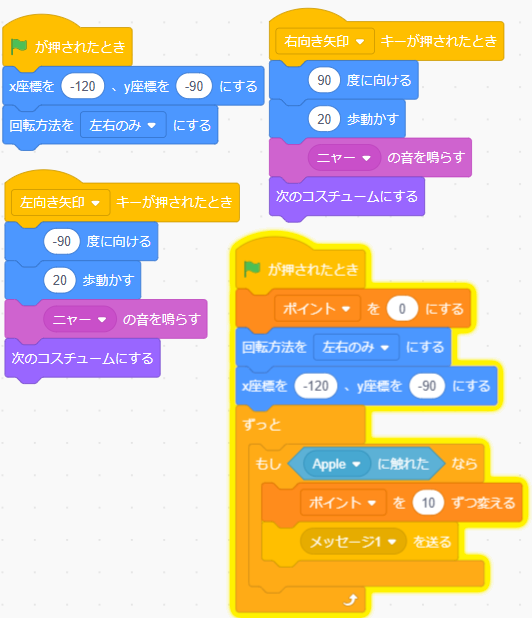 が押されたとき
x座標を -120 、y座標を -90 にする
回転方法を 左右のみ にする
右向き矢印 キーが押されたとき
90 度に向ける
20 歩動かす
ニャー の音を鳴らす
次のコスチュームにする
左向き矢印 キーが押されたとき
-90 度に向ける
20 歩動かす
ニャー の音を鳴らす
次のコスチュームにする
が押されたとき
ポイント を 0 にする
回転方法を 左右のみ にする
x座標を -120 、y座標を -90 にする
ずっと
もし Apple に触れた なら
ポイント を 10 ずつ変える
メッセージ1 を送る